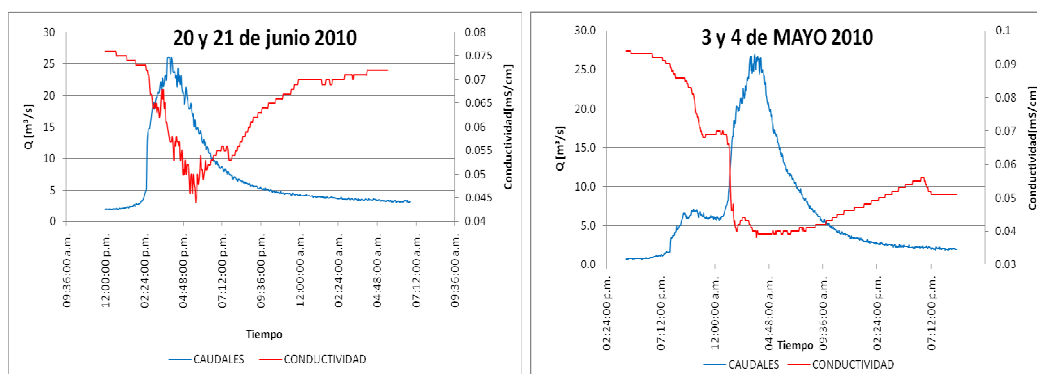 20 y 21 de junio 2010
Q [m³/s]
30
25
20
15
10
5
0
0.08
0.075
0.07
0.065
0.06
0.055
0.05
0.045
0.04
Conductividad[mS/cm]
09:36:00 a.m.
12:00:00 p.m.
02:24:00 p.m.
04:48:00 p.m.
07:12:00 p.m.
09:36:00 p.m.
12:00:00 a.m.
02:24:00 a.m.
04:48:00 a.m.
07:12:00 a.m.
09:36:00 a.m.
Tiempo
CAUDALES
CONDUCTIVIDAD
3 y 4 de MAYO 2010
Q [m³/s]
30.0
25.0
20.0
15.0
10.0
5.0
0.0
0.1
0.09
0.08
0.07
0.06
0.05
0.04
0.03
Conductividad[mS/cm]
02:24:00 p.m.
07:12:00 p.m.
12:00:00 a.m.
04:48:00 a.m.
09:36:00 a.m.
02:24:00 p.m.
07:12:00 p.m.
Tiempo
CAUDALES
CONDUCTIVIDAD